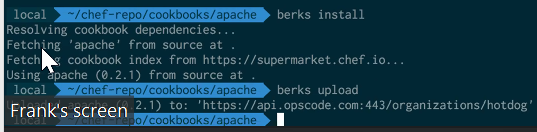 local ~/chef-repo/cookbooks/apache berks install
Resolving cookbook dependencies...
Fetching 'apache' from source at .
Fetching cookbook index from https://supermarket.chef.io...
Using apache (0.2.1) from source at .
local ~/chef-repo/cookbooks/apache berks upload
(0.2.1) to: 'https://api.opscode.com:443/organizations/hotdog'
Frank's screen
~/chef-repo/cookbooks/apache